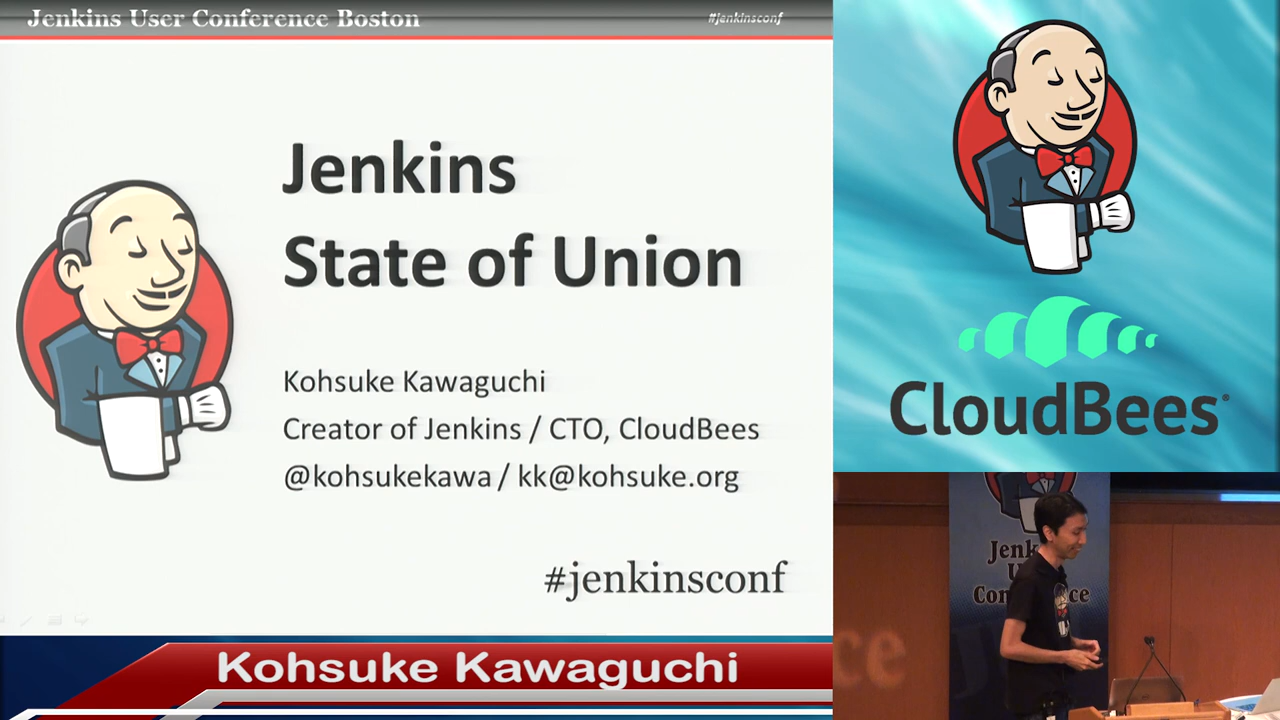 Jenkins User Conference Boston
#jenkinsconf
Jenkins
State of Union
Kohsuke Kawaguchi
Creator of Jenkins / CTO, CloudBees
@kohsukekawa / kk@kohsuke.org
#jenkinsconf
Kohsuke Kawaguchi
CloudBees®